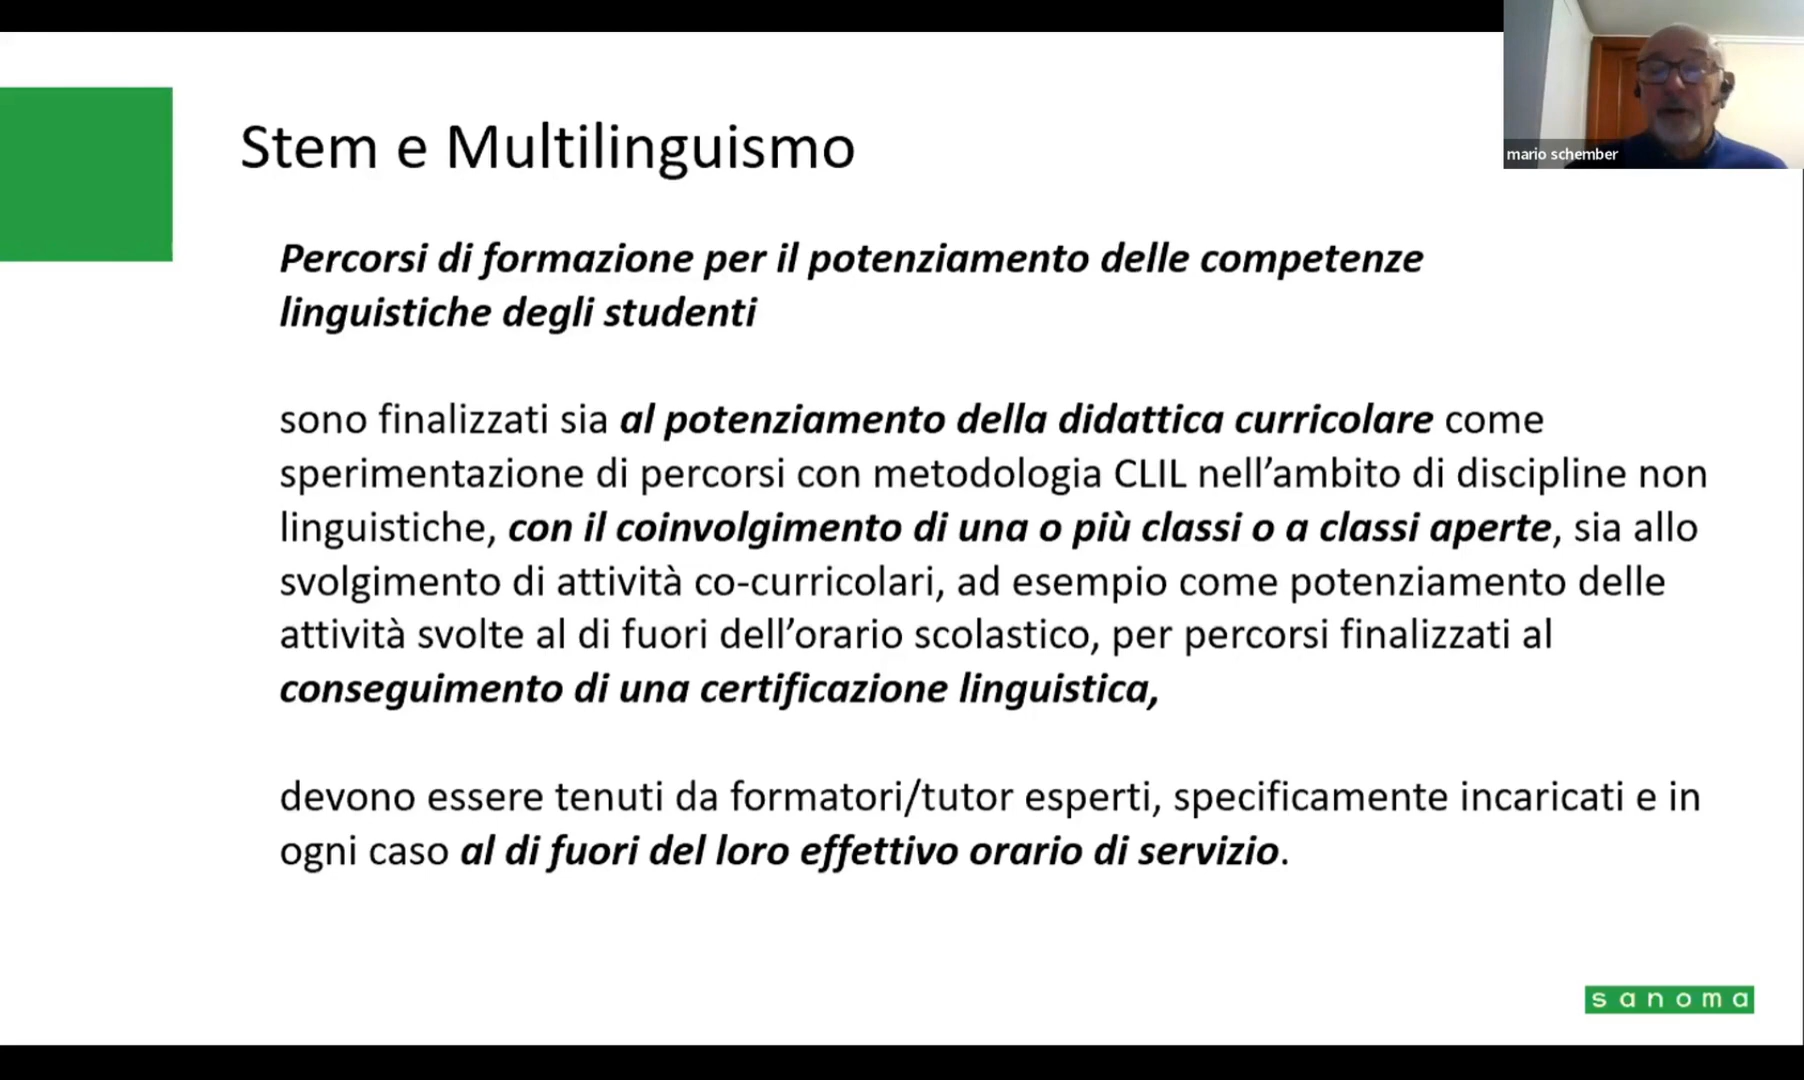 mario schember
Stem e Multilinguismo
Percorsi di formazione per il potenziamento delle competenze
linguistiche degli studenti
sono finalizzati sia al potenziamento della didattica curricolare come
sperimentazione di percorsi con metodologia CLIL nell’ambito di discipline non
linguistiche, con il coinvolgimento di una o più classi o a classi aperte, sia allo
svolgimento di attività co-curricolari, ad esempio come potenziamento delle
attività svolte al di fuori dell’orario scolastico, per percorsi finalizzati al
conseguimento di una certificazione linguistica,
devono essere tenuti da formatori/tutor esperti, specificamente incaricati e in
ogni caso al di fuori del loro effettivo orario di servizio.
sanoma